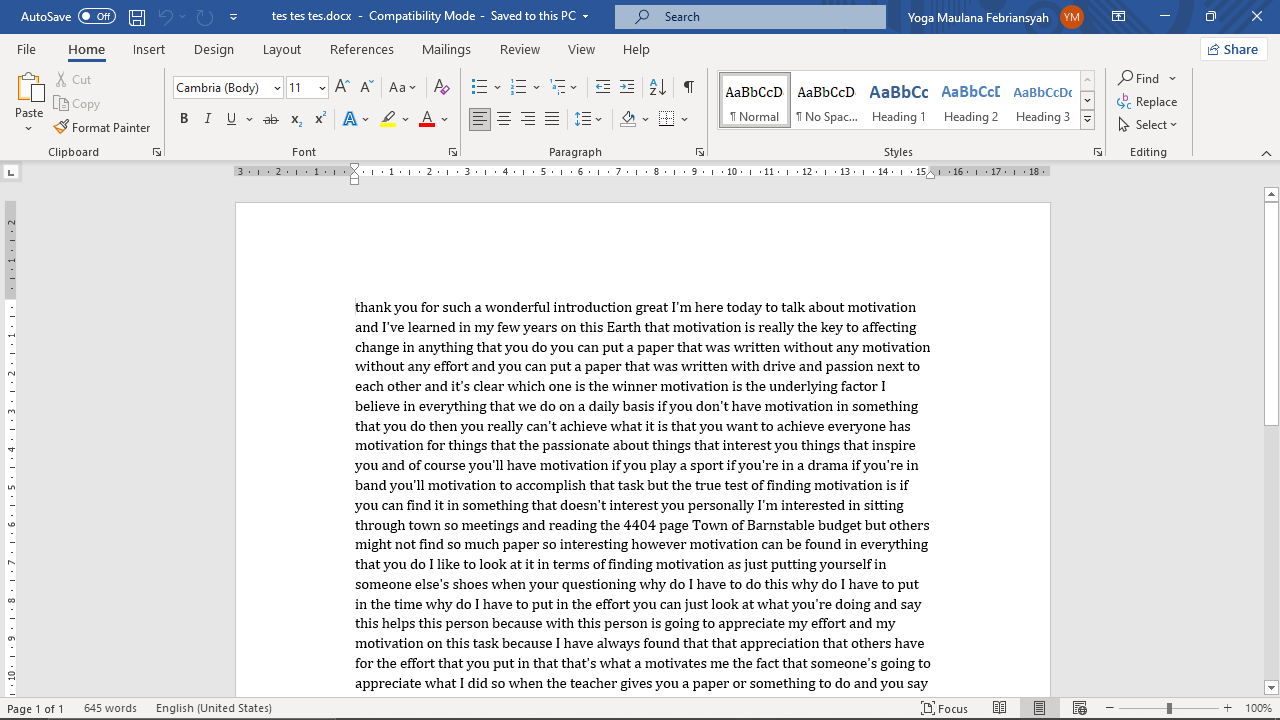 AutoSave Off tes tes tes.docx - Compatibility Mode - Saved to this PC Search Yoga Maulana Febriansyah YM
File Home Insert Design Layout References Mailings Review View Help Share
Paste Cut Copy Format Painter
Cambria (Body) 11
AaBbCcD AaBbCcD AaBbCc AaBbCcD AaBbCcDc
¶ Normal ¶ No Spac... Heading 1 Heading 2 Heading 3
Find Replace Select
Clipboard Font Paragraph Styles Editing
3 2 1 1 2 3 4 5 6 7 8 9 10 11 12 13 14 15 16 17 18
thank you for such a wonderful introduction great I'm here today to talk about motivation
and I've learned in my few years on this Earth that motivation is really the key to affecting
change in anything that you do you can put a paper that was written without any motivation
without any effort and you can put a paper that was written with drive and passion next to
each other and it's clear which one is the winner motivation is the underlying factor I
believe in everything that we do on a daily basis if you don't have motivation in something
that you do then you really can't achieve what it is that you want to achieve everyone has
motivation for things that the passionate about things that interest you things that inspire
you and of course you'll have motivation if you play a sport if you're in a drama if you're in
band you'll motivation to accomplish that task but the true test of finding motivation is if
you can find it in something that doesn't interest you personally I'm interested in sitting
through town so meetings and reading the 4404 page Town of Barnstable budget but others
might not find so much paper so interesting however motivation can be found in everything
that you do I like to look at it in terms of finding motivation as just putting yourself in
someone else's shoes when your questioning why do I have to do this why do I have to put
in the time why do I have to put in the effort you can just look at what you're doing and say
this helps this person because with this person is going to appreciate my effort and my
motivation on this task because I have always found that that appreciation that others have
for the effort that you put in that that's what a motivates me the fact that someone's going to
appreciate what I did so when the teacher gives you a paper or something to do and you say
Page 1 of 1 645 words English (United States) Focus 100%